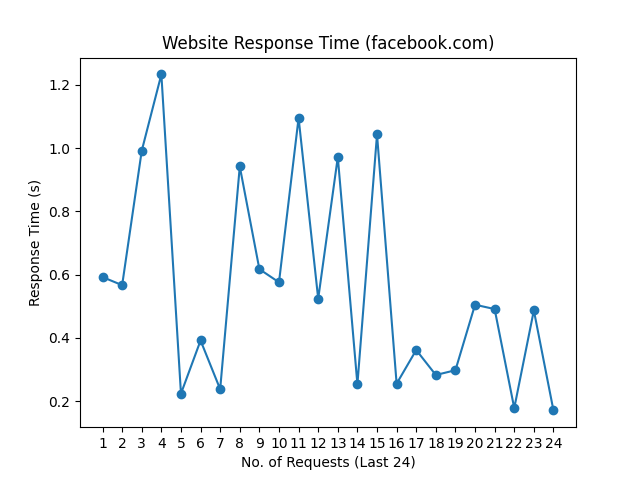 Website Response Time (facebook.com)
1.2
1.0
0.8
0.6
0.4
0.2
Response Time (s)
1 2 3 4 5 6 7 8 9 10 11 12 13 14 15 16 17 18 19 20 21 22 23 24
No. of Requests (Last 24)